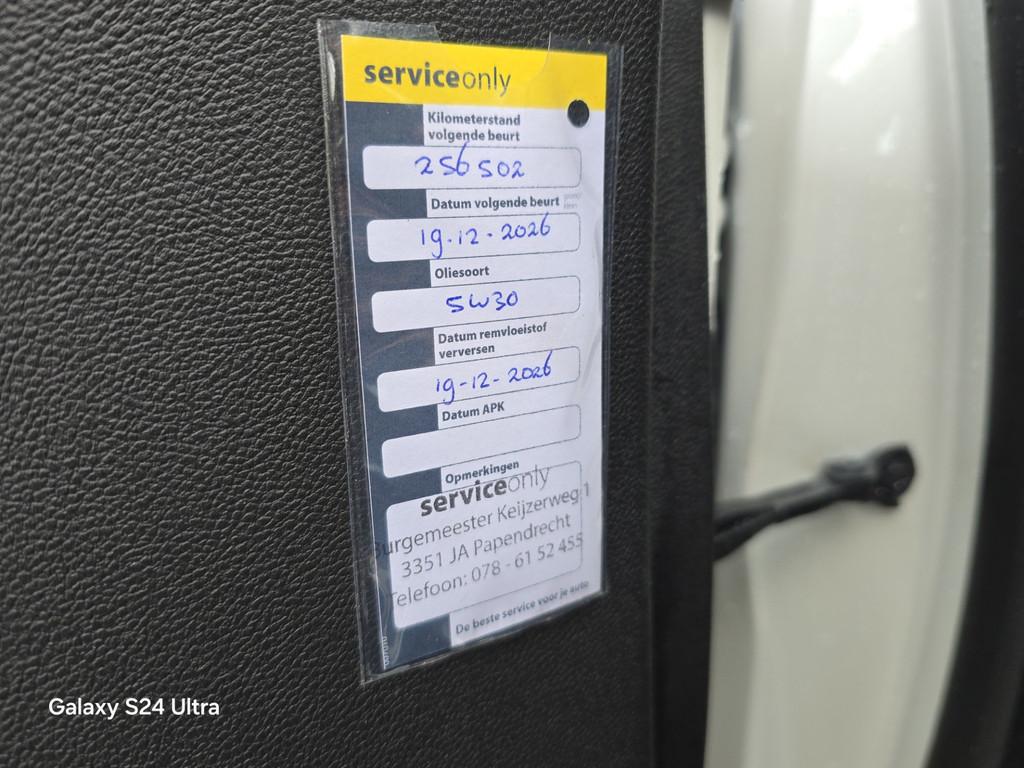 serviceonly
Kilometerstand
volgende beurt
256502
Datum volgende beurt
19.12.2026
Oliesoort
5W30
Datum remvloeistof
verversen
19-12-2026
Datum APK
Opmerkingen
serviceonly
Burgemeester Keijzerweg 1
3351 JA Papendrecht
Telefoon: 078 - 61 52 455
De beste service voor je auto
Galaxy S24 Ultra